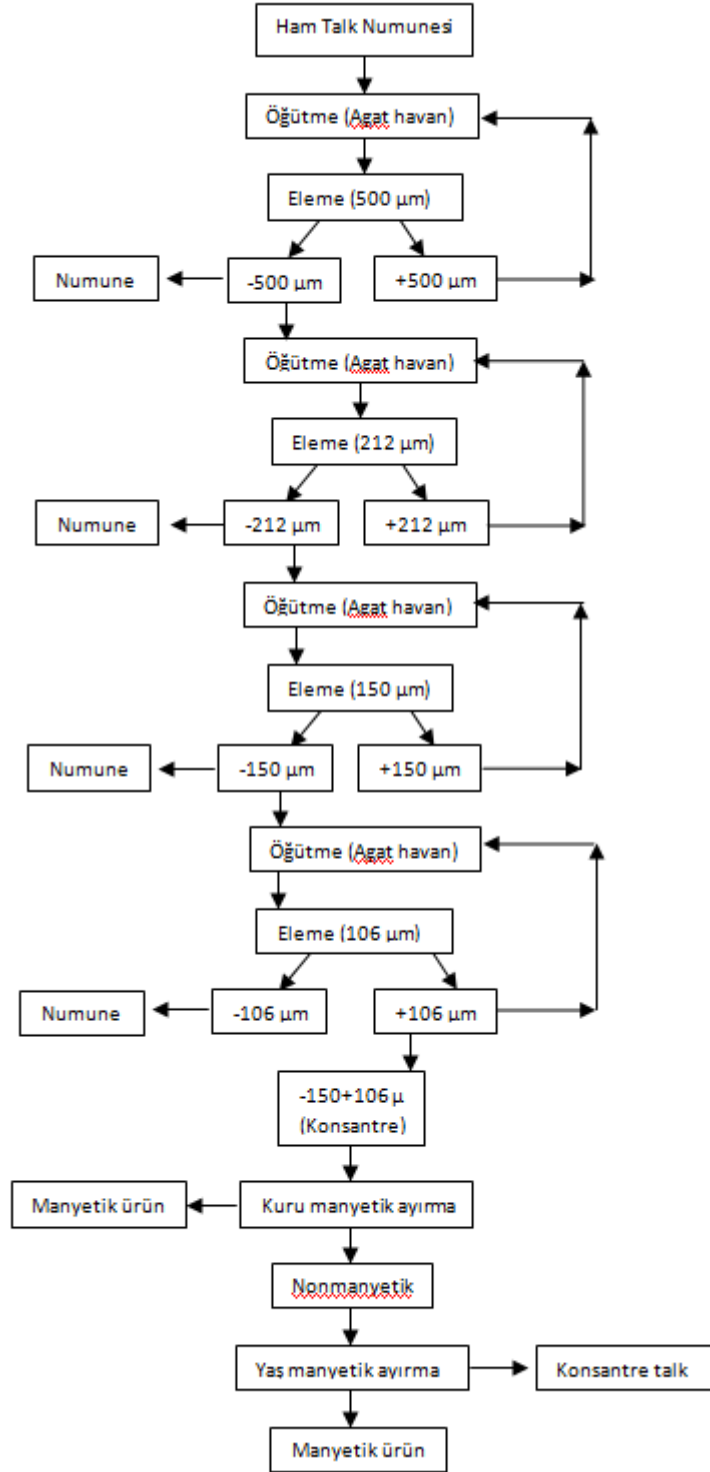 Ham Talk Numunesi
Öğütme (Agat havan)
Eleme (500 µm)
Numune
-500 µm
+500 µm
Öğütme (Agat havan)
Eleme (212 µm)
Numune
-212 µm
+212 µm
Öğütme (Agat havan)
Eleme (150 µm)
Numune
-150 µm
+150 µm
Öğütme (Agat havan)
Eleme (106 µm)
Numune
-106 µm
+106 µm
-150+106 µ
(Konsantre)
Manyetik ürün
Kuru manyetik ayırma
Nonmanyetik
Yaş manyetik ayırma
Konsantre talk
Manyetik ürün